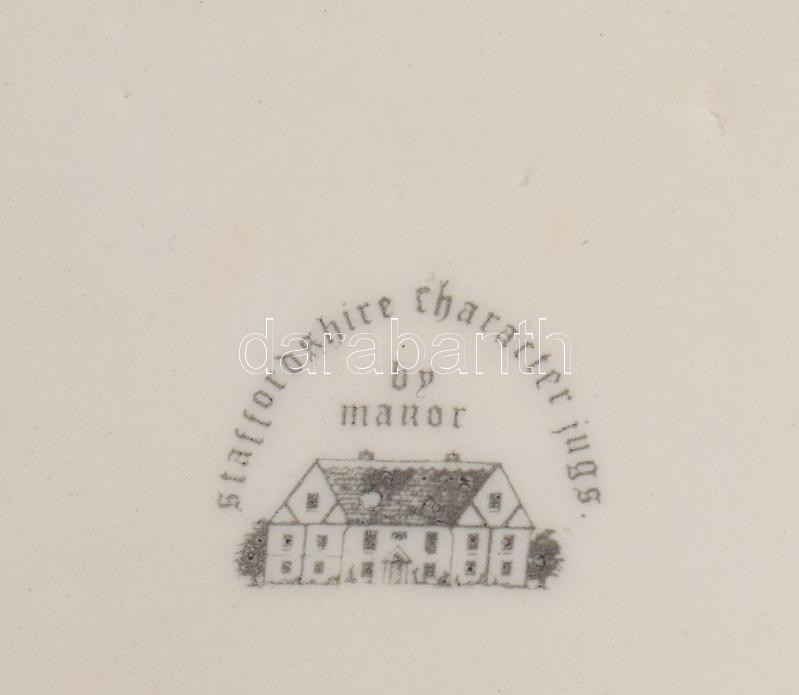 staffordshire character jugs.
by
manor
darabanth